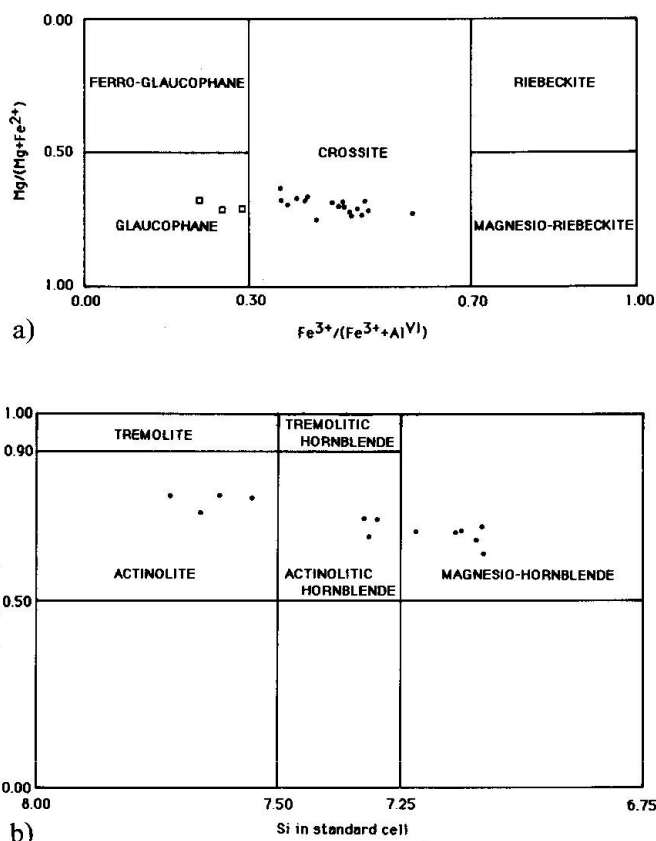 0.00
FERRO-GLAUCOPHANE
RIEBECKITE
Mg/(Mg+Fe2+)
0.50
CROSSITE
GLAUCOPHANE
MAGNESIO-RIEBECKITE
1.00
0.00
0.30
0.70
1.00
a)
Fe3+/(Fe3++AlVI)
1.00
TREMOLITE
TREMOLITIC
HORNBLENDE
0.90
ACTINOLITE
ACTINOLITIC
HORNBLENDE
MAGNESIO-HORNBLENDE
0.50
0.00
8.00
7.50
7.25
6.75
b)
Si in standard cell